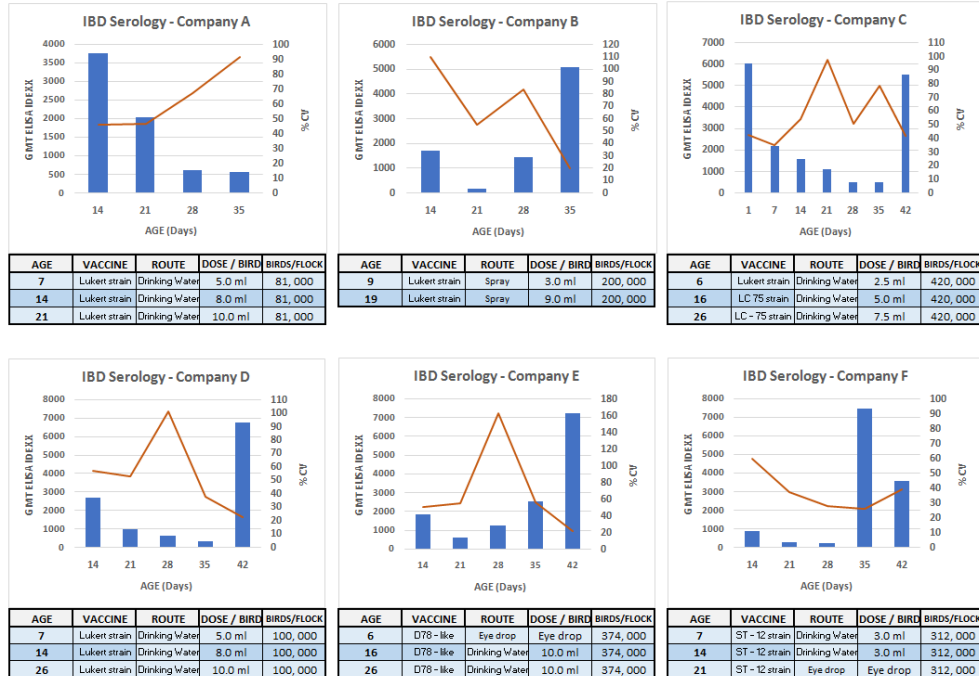 IBD Serology - Company A
GMT ELISA IDEXX
4000
3500
3000
2500
2000
1500
1000
500
0
100
90
80
70
60
50
40
30
20
10
0
% CV
14 21 28 35
AGE (Days)
AGE VACCINE ROUTE DOSE / BIRD BIRDS/FLOCK
7 Lukert strain Drinking Water 5.0 ml 81, 000
14 Lukert strain Drinking Water 8.0 ml 81, 000
21 Lukert strain Drinking Water 10.0 ml 81, 000
IBD Serology - Company B
GMT ELISA IDEXX
6000
5000
4000
3000
2000
1000
0
120
110
100
90
80
70
60
50
40
30
20
10
0
% CV
14 21 28 35
AGE (Days)
AGE VACCINE ROUTE DOSE / BIRD BIRDS/FLOCK
9 Lukert strain Spray 3.0 ml 200, 000
19 Lukert strain Spray 9.0 ml 200, 000
IBD Serology - Company C
GMT ELISA IDEXX
7000
6000
5000
4000
3000
2000
1000
0
110
100
90
80
70
60
50
40
30
20
10
0
% CV
1 7 14 21 28 35 42
AGE (Days)
AGE VACCINE ROUTE DOSE / BIRD BIRDS/FLOCK
6 Lukert strain Drinking Water 2.5 ml 420, 000
16 LC 75 strain Drinking Water 5.0 ml 420, 000
26 LC - 75 strain Drinking Water 7.5 ml 420, 000
IBD Serology - Company D
GMT ELISA IDEXX
8000
7000
6000
5000
4000
3000
2000
1000
0
110
100
90
80
70
60
50
40
30
20
10
0
% CV
14 21 28 35 42
AGE (Days)
AGE VACCINE ROUTE DOSE / BIRD BIRDS/FLOCK
7 Lukert strain Drinking Water 5.0 ml 100, 000
14 Lukert strain Drinking Water 8.0 ml 100, 000
26 Lukert strain Drinking Water 10.0 ml 100, 000
IBD Serology - Company E
GMT ELISA IDEXX
8000
7000
6000
5000
4000
3000
2000
1000
0
180
160
140
120
100
80
60
40
20
0
% CV
14 21 28 35 42
AGE (Days)
AGE VACCINE ROUTE DOSE / BIRD BIRDS/FLOCK
6 D78 - like Eye drop Eye drop 374, 000
16 D78 - like Drinking Water 10.0 ml 374, 000
26 D78 - like Drinking Water 10.0 ml 374, 000
IBD Serology - Company F
GMT ELISA IDEXX
8000
7000
6000
5000
4000
3000
2000
1000
0
100
90
80
70
60
50
40
30
20
10
0
% CV
14 21 28 35 42
AGE (Days)
AGE VACCINE ROUTE DOSE / BIRD BIRDS/FLOCK
7 ST - 12 strain Drinking Water 3.0 ml 312, 000
14 ST - 12 strain Drinking Water 3.0 ml 312, 000
21 ST - 12 strain Eye drop Eye drop 312, 000